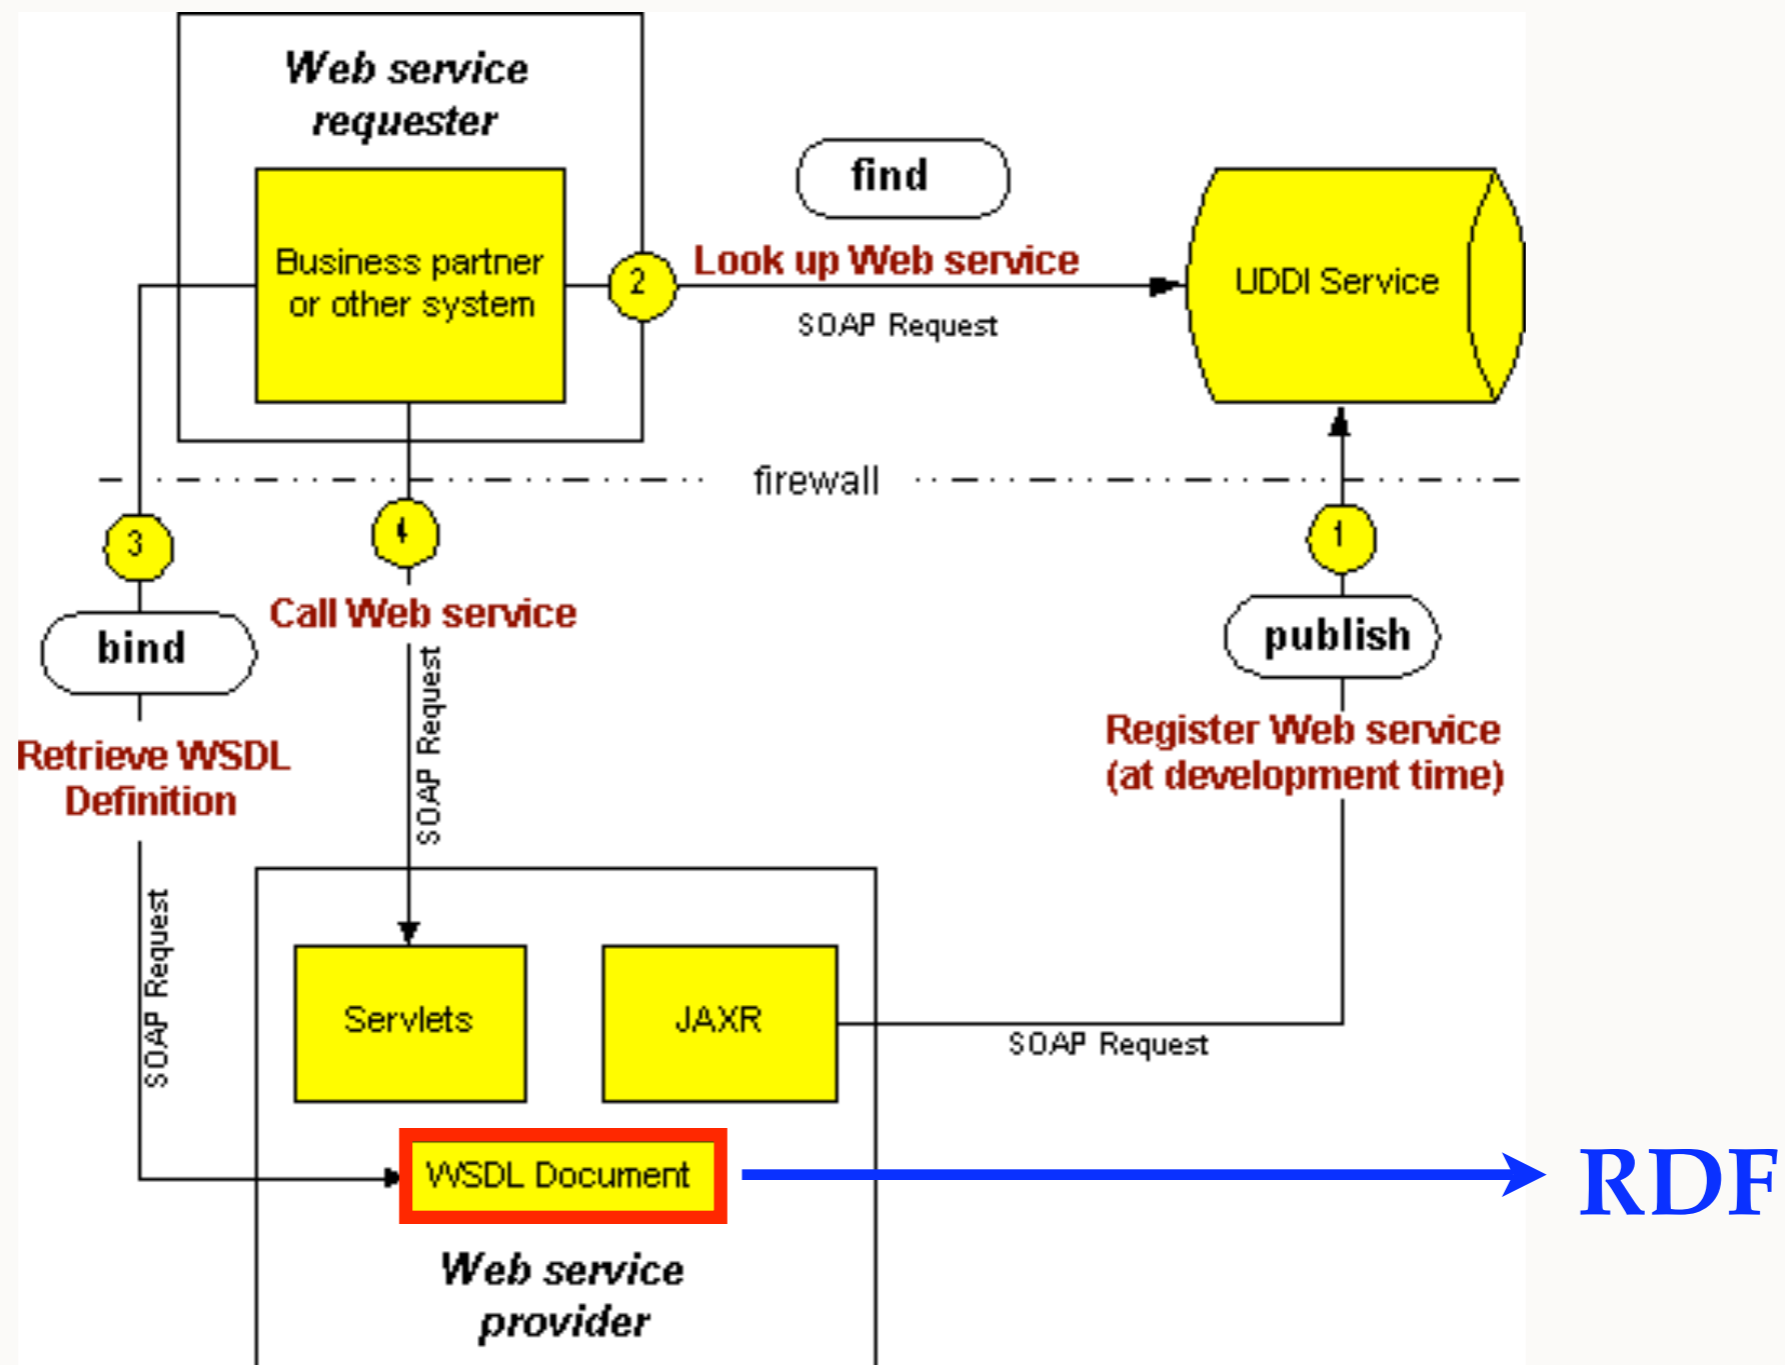 Web service
requester
find
Business partner
or other system
2
Look up Web service
SOAP Request
UDDI Service
firewall
3
4
1
bind
Call Web service
publish
SOAP Request
Retrieve WSDL
Definition
Register Web service
(at development time)
SOAP Request
Servlets
JAXR
SOAP Request
WSDL Document
RDF
Web service
provider